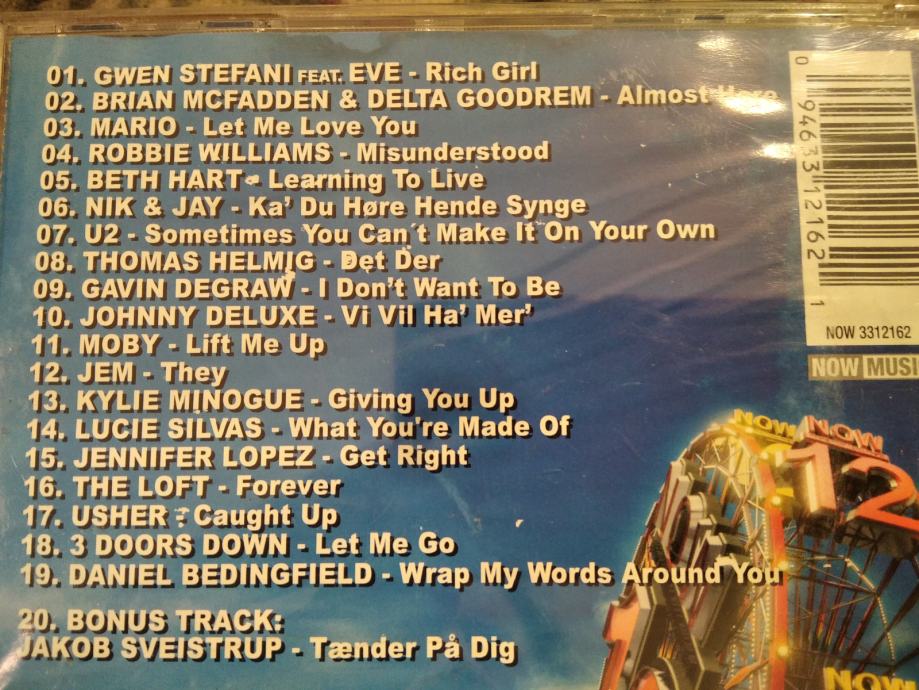 01. GWEN STEFANI FEAT. EVE - Rich Girl
02. BRIAN MCFADDEN & DELTA GOODREM - Almost Here
03. MARIO - Let Me Love You
04. ROBBIE WILLIAMS - Misunderstood
05. BETH HART - Learning To Live
06. NIK & JAY - Ka' Du Høre Hende Synge
07. U2 - Sometimes You Can´t Make It On Your Own
08. THOMAS HELMIG - Det Der
09. GAVIN DEGRAW - I Don't Want To Be
10. JOHNNY DELUXE - Vi Vil Ha' Mer'
11. MOBY - Lift Me Up
12. JEM - They
13. KYLIE MINOGUE - Giving You Up
14. LUCIE SILVAS - What You're Made Of
15. JENNIFER LOPEZ - Get Right
16. THE LOFT - Forever
17. USHER - Caught Up
18. 3 DOORS DOWN - Let Me Go
19. DANIEL BEDINGFIELD - Wrap My Words Around You
20. BONUS TRACK:
JAKOB SVEISTRUP - Tænder På Dig
0 94633 12162 1
NOW 3312162
NOW MUSI
NOW NOW
12
NOW